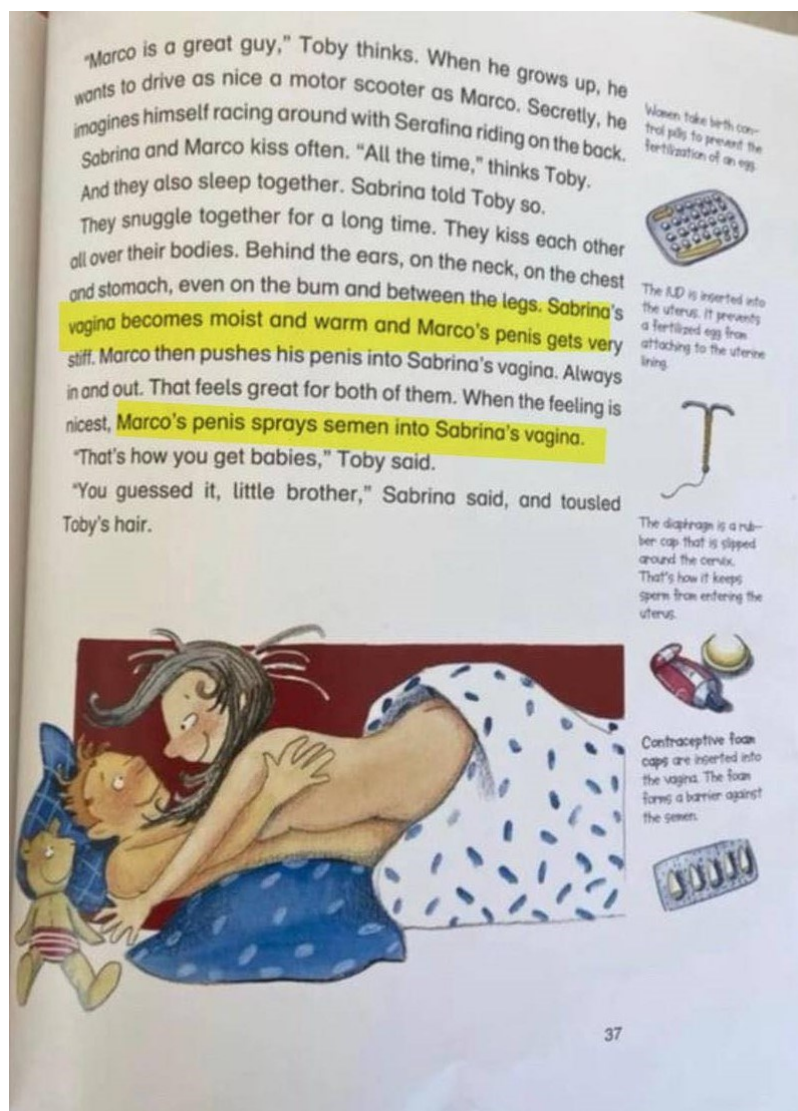 "Marco is a great guy," Toby thinks. When he grows up, he
wants to drive as nice a motor scooter as Marco. Secretly, he
imagines himself racing around with Serafina riding on the back.
Sabrina and Marco kiss often. "All the time," thinks Toby.
And they also sleep together. Sabrina told Toby so.
They snuggle together for a long time. They kiss each other
all over their bodies. Behind the ears, on the neck, on the chest
and stomach, even on the bum and between the legs. Sabrina's
vagina becomes moist and warm and Marco's penis gets very
stiff. Marco then pushes his penis into Sabrina's vagina. Always
in and out. That feels great for both of them. When the feeling is
nicest, Marco's penis sprays semen into Sabrina's vagina.
"That's how you get babies," Toby said.
"You guessed it, little brother," Sabrina said, and tousled
Toby's hair.
Women take birth con-
trol pills to prevent the
fertilization of an egg.
The IUD is inserted into
the uterus. It prevents
a fertilized egg from
attaching to the uterine
lining.
The diaphragm is a rub-
ber cap that is slipped
around the cervix.
That's how it keeps
sperm from entering the
uterus.
Contraceptive foam
caps are inserted into
the vagina. The foam
forms a barrier against
the semen.
37